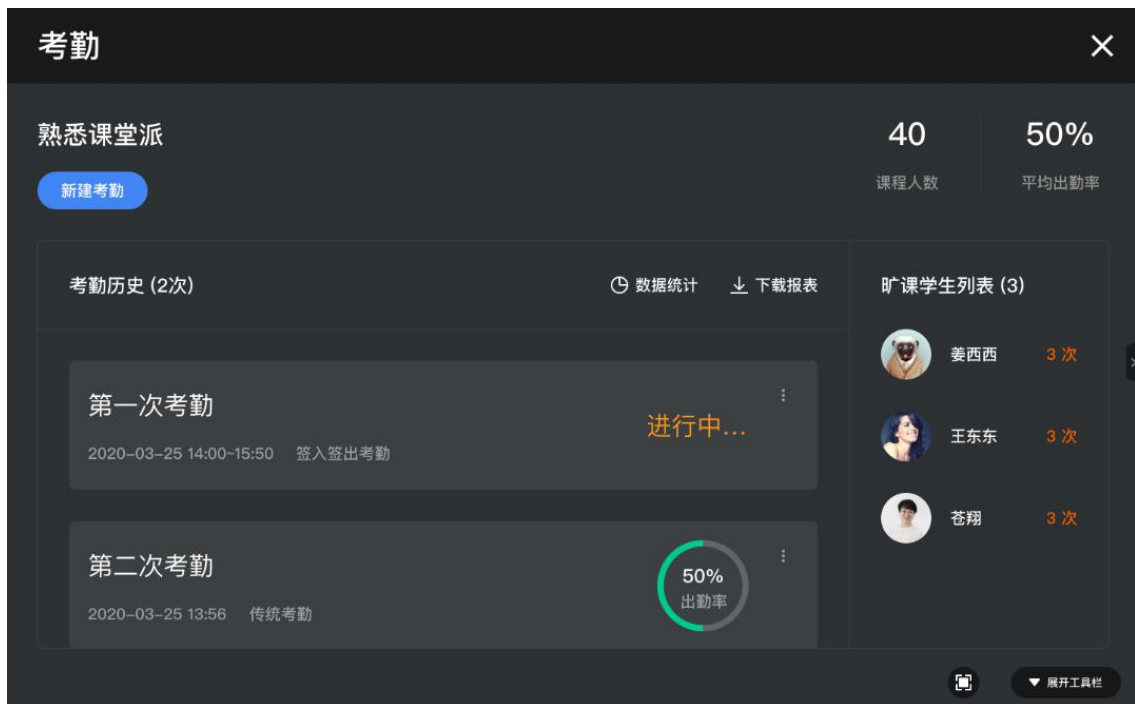 考勤
熟悉课堂派
新建考勤
40
课程人数
50%
平均出勤率
考勤历史 (2次)
数据统计
下载报表
第一次考勤
2020-03-25 14:00~15:50 签入签出考勤
进行中...
第二次考勤
2020-03-25 13:56 传统考勤
50%
出勤率
旷课学生列表 (3)
姜西西 3 次
王东东 3 次
苍翔 3 次
展开工具栏